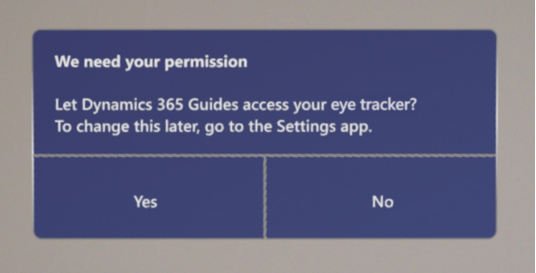 We need your permission
Let Dynamics 365 Guides access your eye tracker?
To change this later, go to the Settings app.
Yes
No